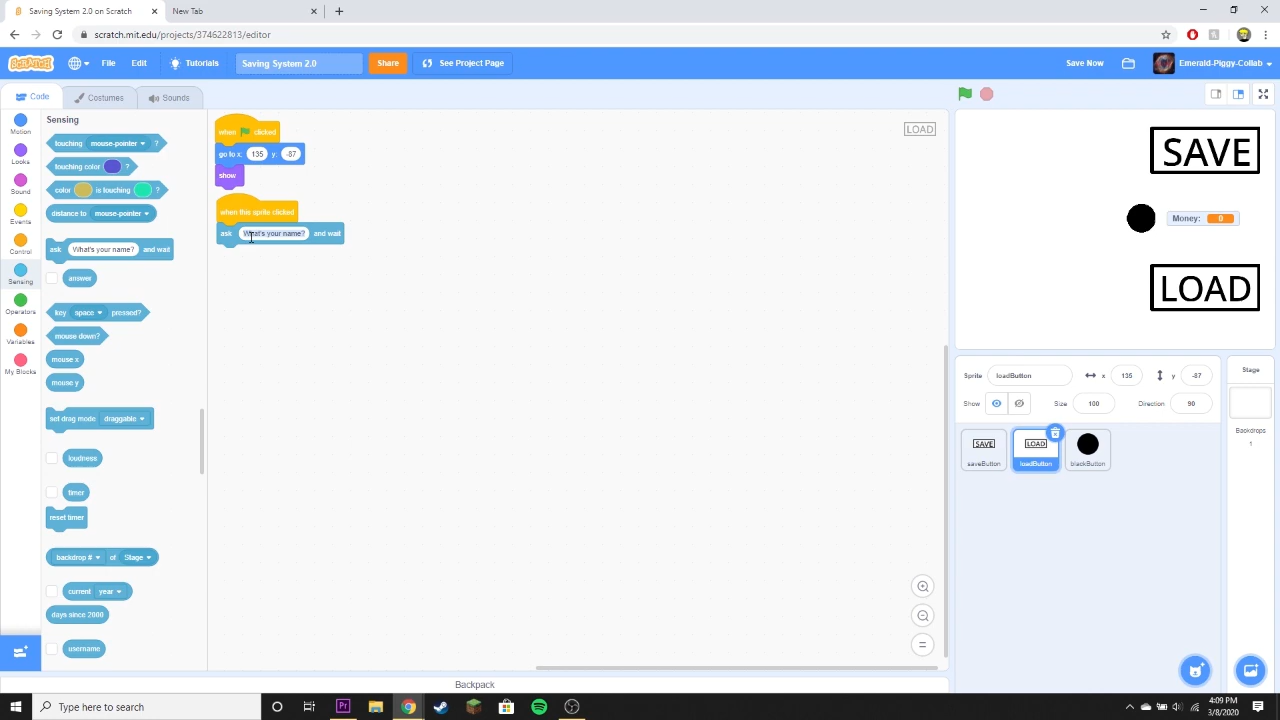 Saving System 2.0 on Scratch
New Tab
scratch.mit.edu/projects/374622813/editor
SCRATCH
File
Edit
Tutorials
Saving System 2.0
Share
See Project Page
Save Now
Emerald-Piggy-Collab
Code
Costumes
Sounds
Motion
Looks
Sound
Events
Control
Sensing
Operators
Variables
My Blocks
Sensing
touching mouse-pointer ?
touching color ?
color is touching ?
distance to mouse-pointer
ask What's your name? and wait
answer
key space pressed?
mouse down?
mouse x
mouse y
set drag mode draggable
loudness
timer
reset timer
backdrop # of Stage
current year
days since 2000
username
when clicked
go to x: 135 y: -87
show
when this sprite clicked
ask What's your name? and wait
LOAD
SAVE
Money: 0
LOAD
Sprite loadButton x 135 y -87
Show Size 100 Direction 90
SAVE
saveButton
LOAD
loadButton
blackButton
Stage
Backdrops
1
Backpack
Type here to search
Pr
4:09 PM
3/8/2020